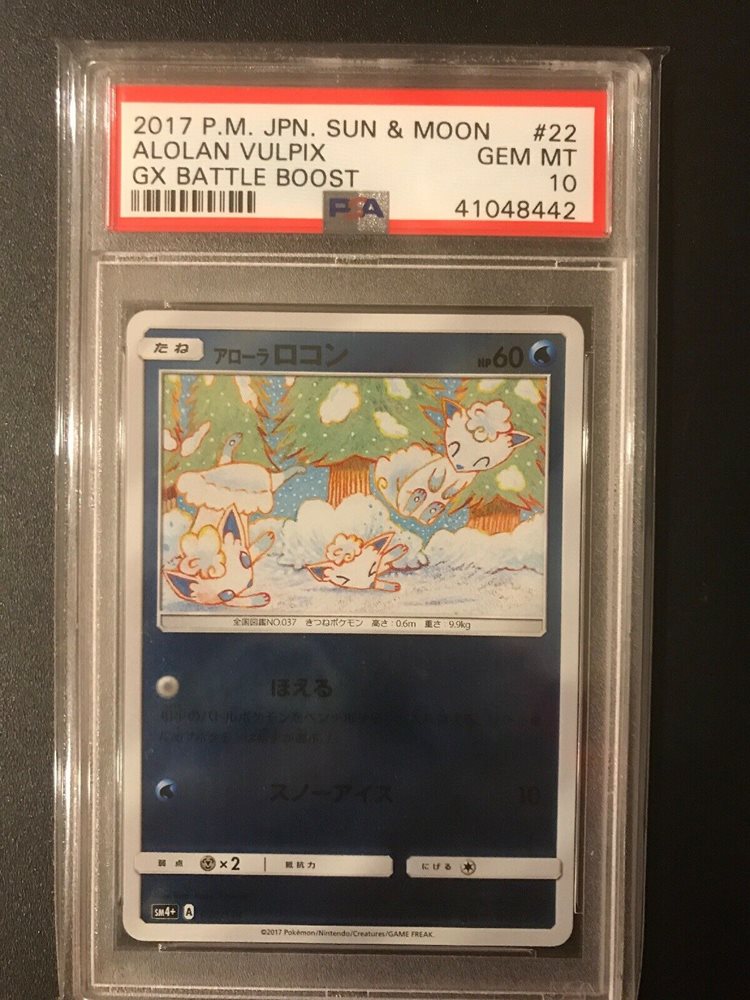 2017 P.M. JPN. SUN & MOON #22
ALOLAN VULPIX GEM MT
GX BATTLE BOOST 10
PSA 41048442
たね アローラ ロコン HP60
全国図鑑NO.037 きつねポケモン 高さ:0.6m 重さ:9.9kg
ほえる
スノーアイス 10
弱点 ×2 抵抗力 にげる
SM4+ A
©2017 Pokémon/Nintendo/Creatures/GAME FREAK.